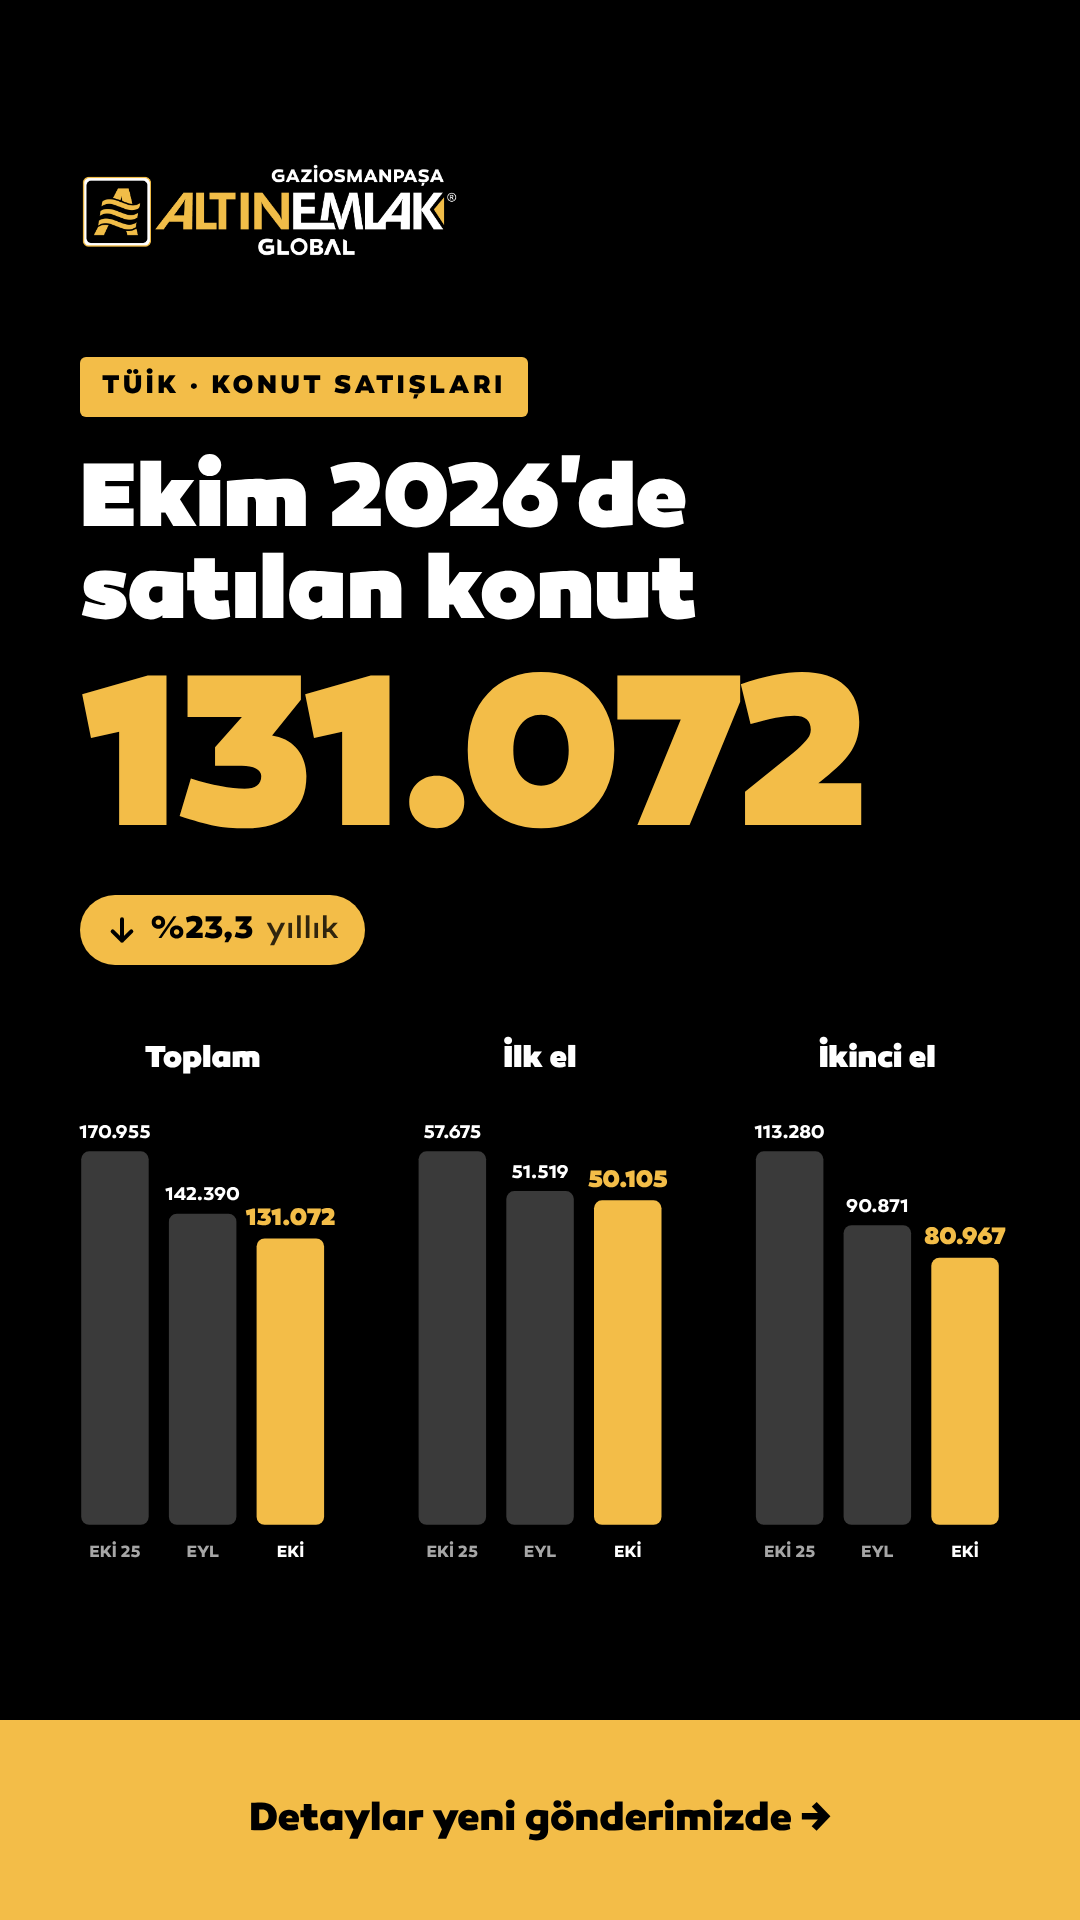 GAZİOSMANPAŞA
ALTINEMLAK®
GLOBAL
TÜİK · KONUT SATIŞLARI
Ekim 2026'de
satılan konut
131.072
↓ %23,3 yıllık
Toplam
170.955
142.390
131.072
EKİ 25
EYL
EKİ
İlk el
57.675
51.519
50.105
EKİ 25
EYL
EKİ
İkinci el
113.280
90.871
80.967
EKİ 25
EYL
EKİ
Detaylar yeni gönderimizde →